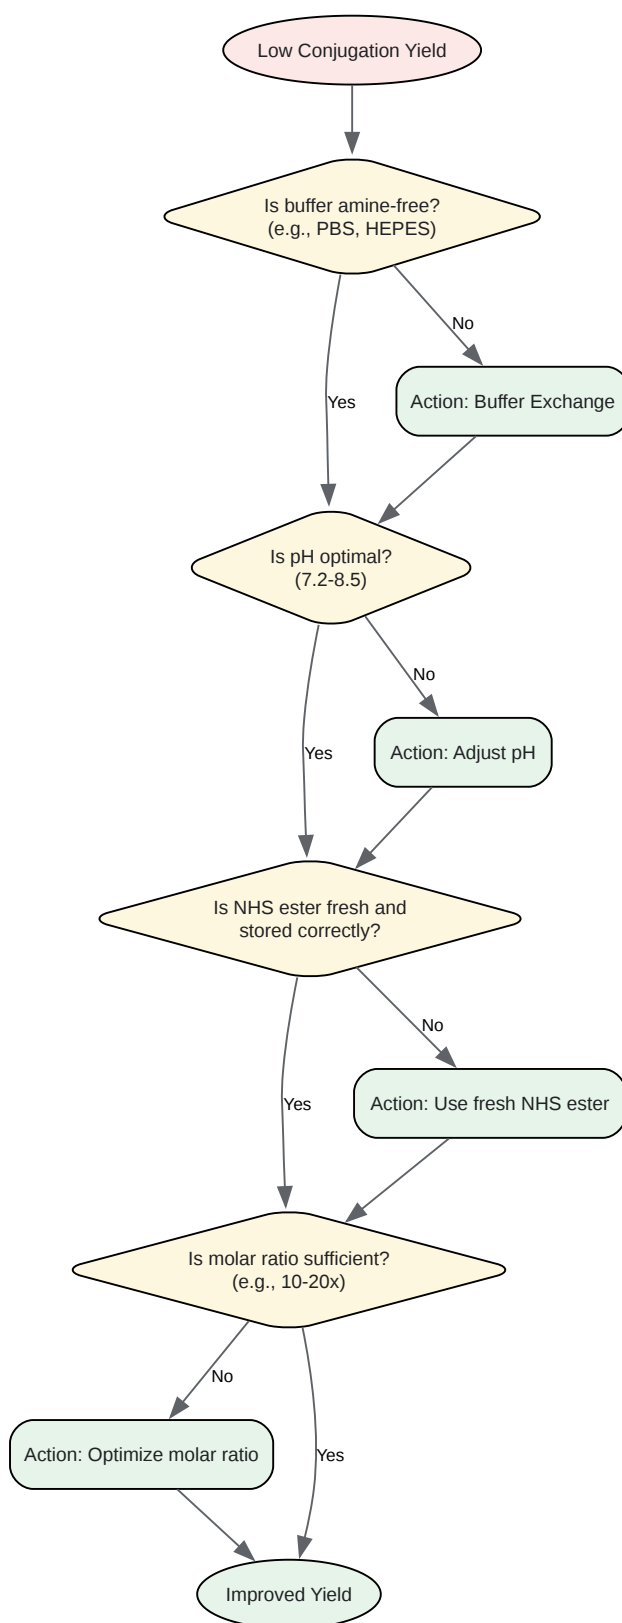 Low Conjugation Yield
Is buffer amine-free?
(e.g., PBS, HEPES)
No
Yes
Action: Buffer Exchange
Is pH optimal?
(7.2-8.5)
No
Yes
Action: Adjust pH
Is NHS ester fresh and
stored correctly?
No
Yes
Action: Use fresh NHS ester
Is molar ratio sufficient?
(e.g., 10-20x)
No
Action: Optimize molar ratio
Yes
Improved Yield